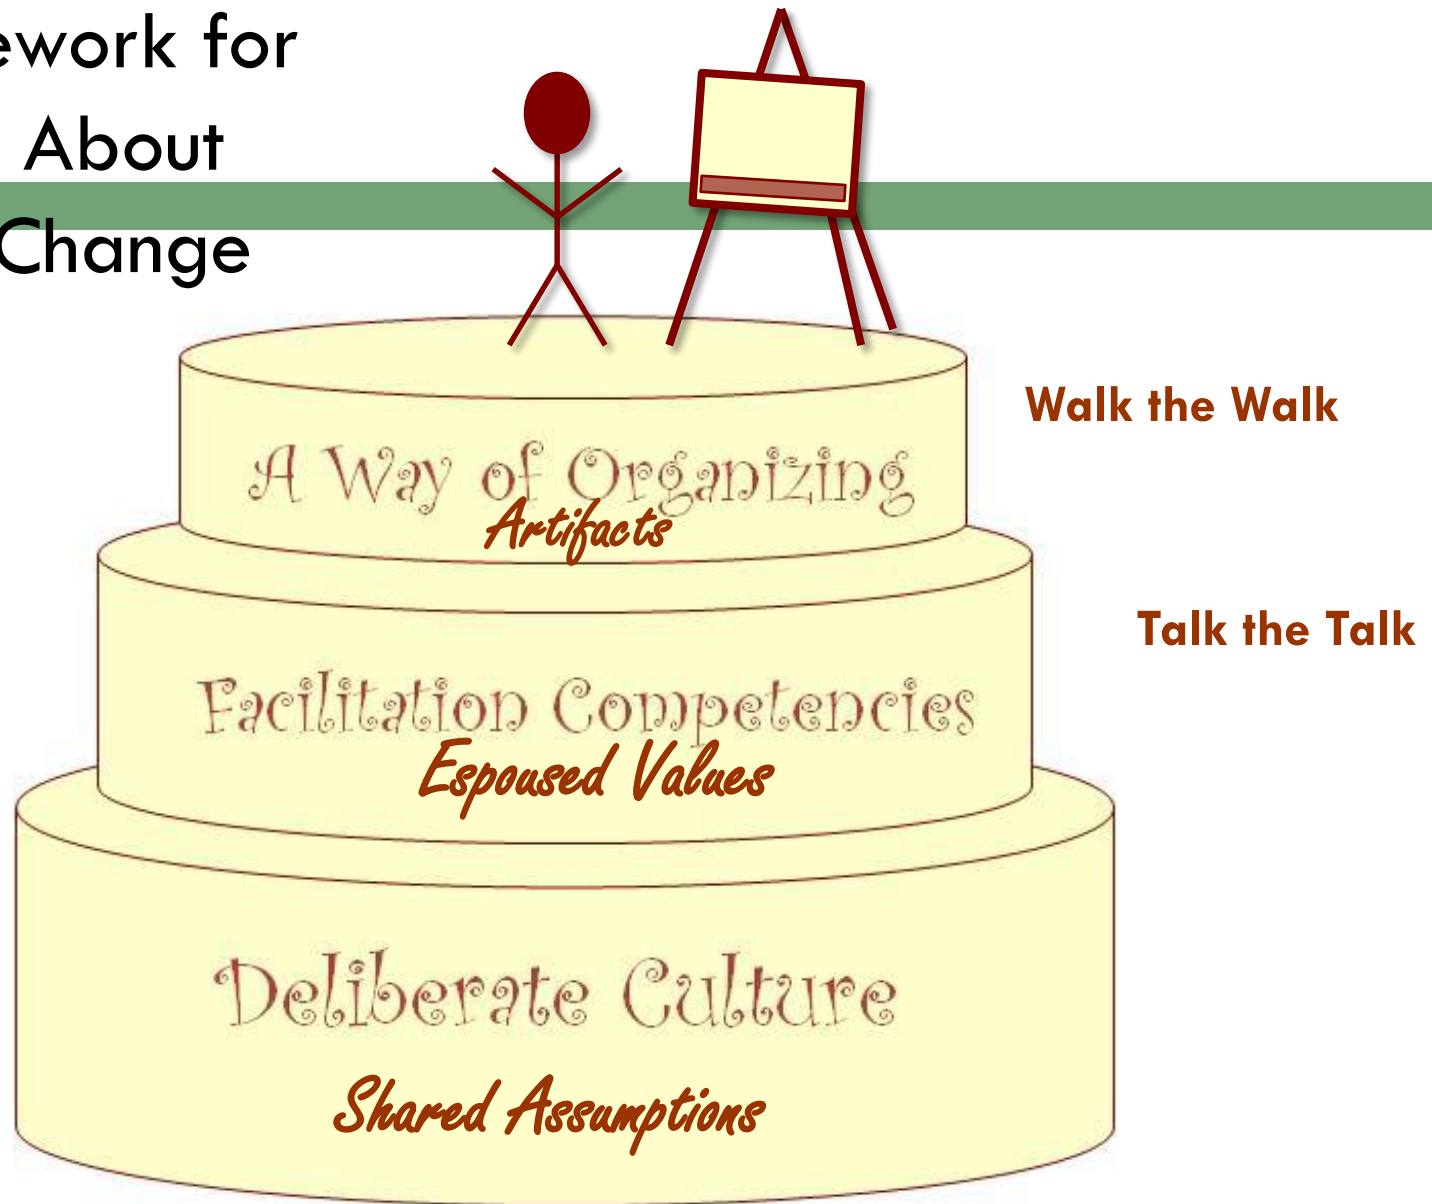 ework for
About
Change
Walk the Walk
A Way of Organizing
Artifacts
Talk the Talk
Facilitation Competencies
Espoused Values
Deliberate Culture
Shared Assumptions